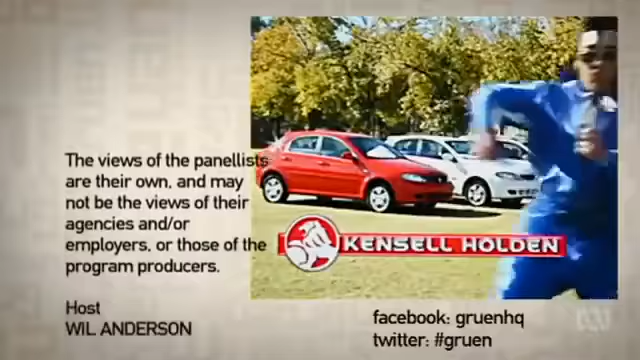 The views of the panellists
are their own, and may
not be the views of their
agencies and/or
employers, or those of the
program producers.
Host
WIL ANDERSON
KENSELL HOLDEN
facebook: gruenhq
twitter: #gruen